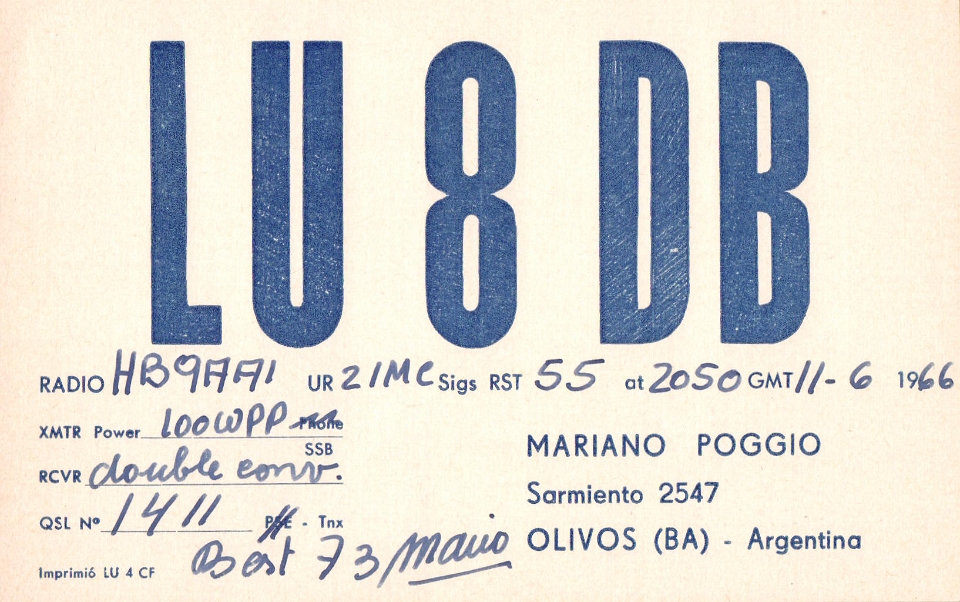 LU 8 DB
RADIO HB9AAI UR 21MC Sigs RST 55 at 2050 GMT 11-6 1966
XMTR Power 100WPP Phone
SSB
RCVR double conv.
QSL Nº 1411 PSE - Tnx
Best 73 Mario
Imprimió LU 4 CF
MARIANO POGGIO
Sarmiento 2547
OLIVOS (BA) - Argentina